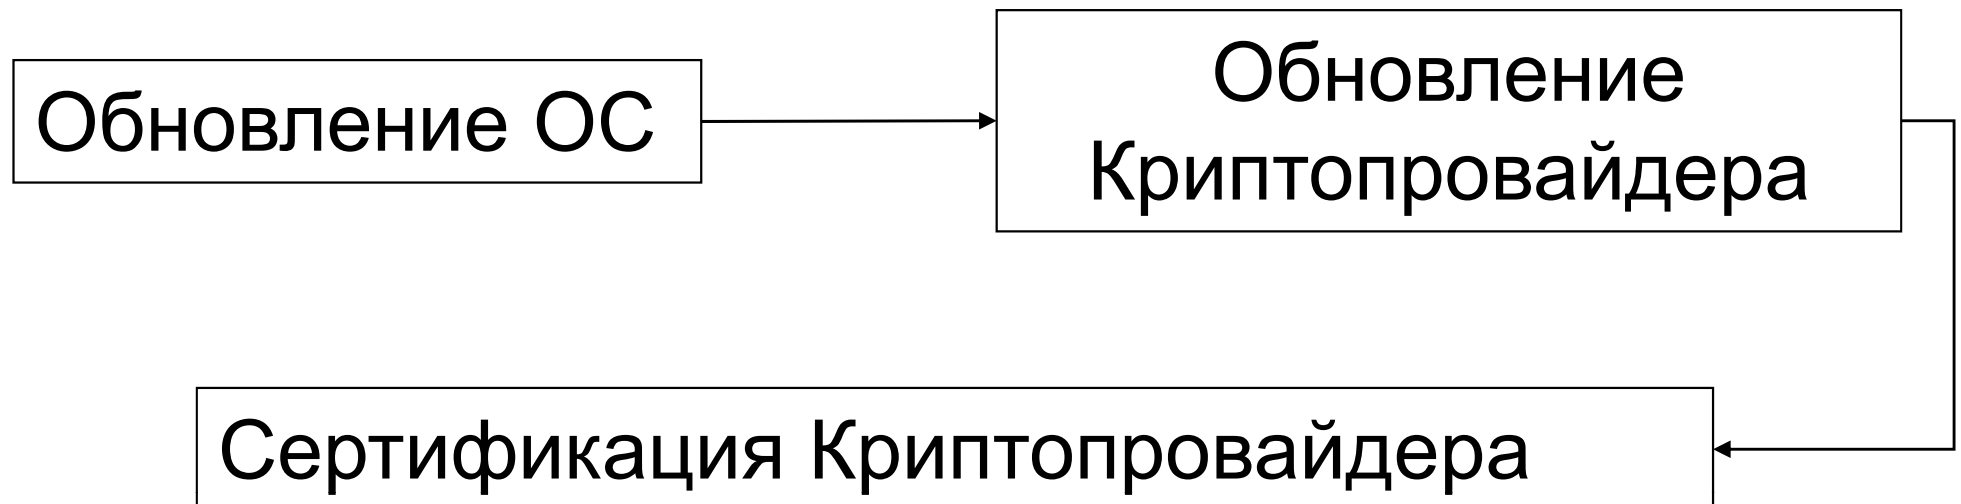 Обновление ОС
Обновление
Криптопровайдера
Сертификация Криптопровайдера